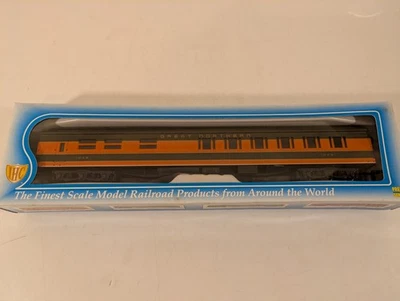 GREAT NORTHERN
IHC
The Finest Scale Model Railroad Products from Around the World